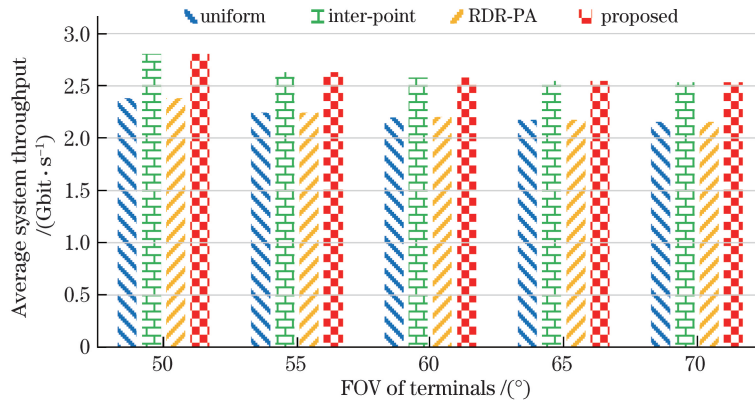 uniform inter-point RDR-PA proposed
Average system throughput
/(Gbit · s⁻¹)
3.0
2.5
2.0
1.5
1.0
0.5
0
50 55 60 65 70
FOV of terminals /(°)